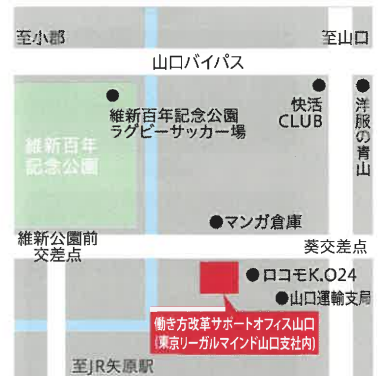 至小郡
至山口
山口バイパス
維新百年記念公園
ラグビーサッカー場
快活
CLUB
洋服の青山
維新百年
記念公園
マンガ倉庫
維新公園前
交差点
葵交差点
ロコモK.O24
山口運輸支局
働き方改革サポートオフィス山口
(東京リーガルマインド山口支社内)
至JR矢原駅